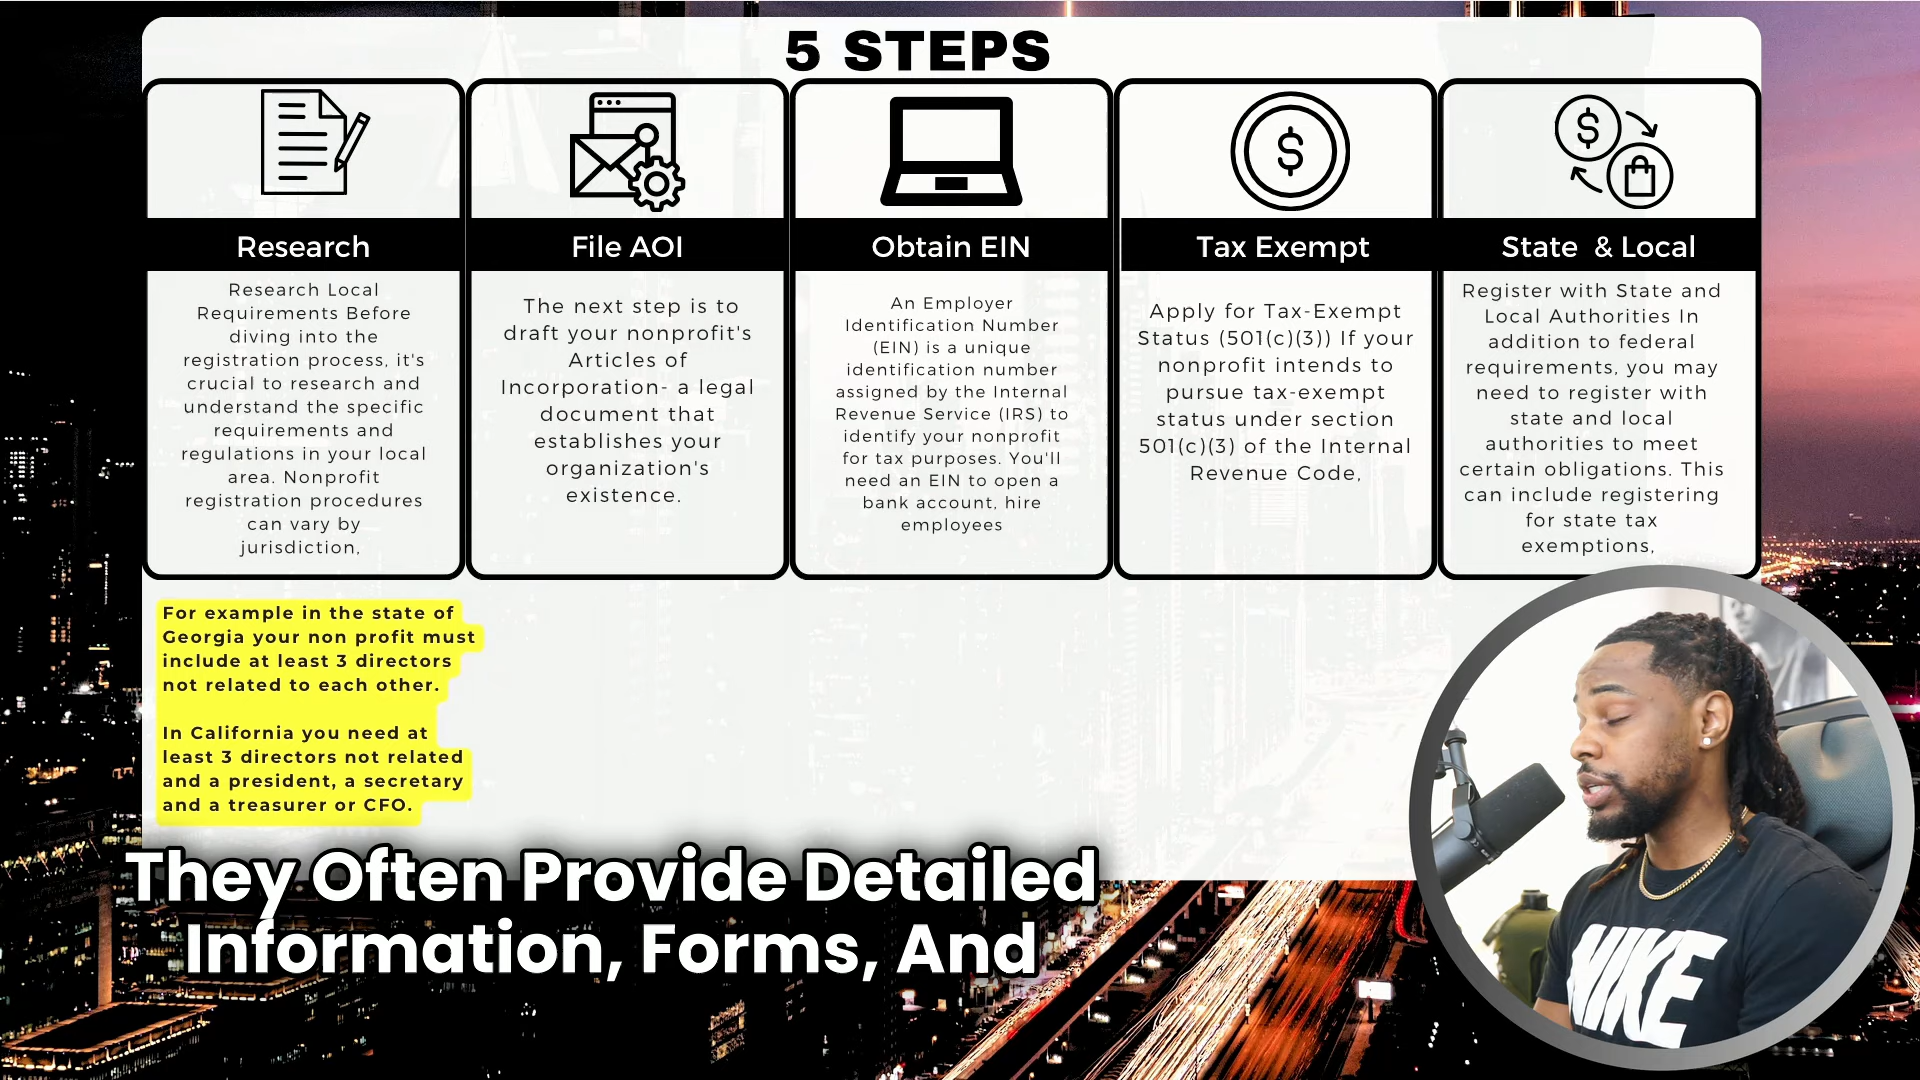 5 STEPS
Research
Research Local
Requirements Before
diving into the
registration process, it's
crucial to research and
understand the specific
requirements and
regulations in your local
area. Nonprofit
registration procedures
can vary by
jurisdiction,
File AOI
The next step is to
draft your nonprofit's
Articles of
Incorporation- a legal
document that
establishes your
organization's
existence.
Obtain EIN
An Employer
Identification Number
(EIN) is a unique
identification number
assigned by the Internal
Revenue Service (IRS) to
identify your nonprofit
for tax purposes. You'll
need an EIN to open a
bank account, hire
employees
Tax Exempt
Apply for Tax-Exempt
Status (501(c)(3)) If your
nonprofit intends to
pursue tax-exempt
status under section
501(c)(3) of the Internal
Revenue Code,
State & Local
Register with State and
Local Authorities In
addition to federal
requirements, you may
need to register with
state and local
authorities to meet
certain obligations. This
can include registering
for state tax
exemptions,
For example in the state of
Georgia your non profit must
include at least 3 directors
not related to each other.
In California you need at
least 3 directors not related
and a president, a secretary
and a treasurer or CFO.
They Often Provide Detailed
Information, Forms, And
NIKE